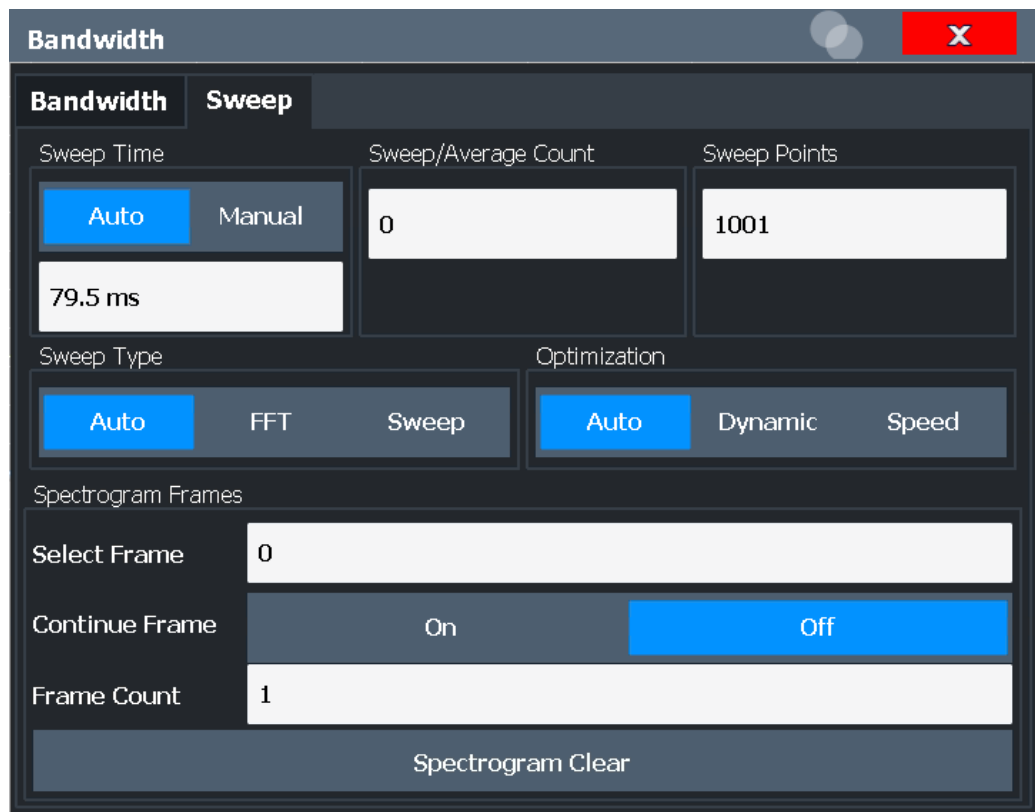 Bandwidth X
Bandwidth Sweep
Sweep Time Sweep/Average Count Sweep Points
Auto Manual 0 1001
79.5 ms
Sweep Type Optimization
Auto FFT Sweep Auto Dynamic Speed
Spectrogram Frames
Select Frame 0
Continue Frame On Off
Frame Count 1
Spectrogram Clear